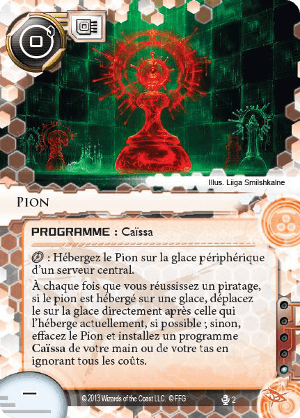 0
Illus. Liiga Smilshkalne
PION
PROGRAMME : Caïssa
: Hébergez le Pion sur la glace périphérique
d'un serveur central.
À chaque fois que vous réussissez un piratage,
si le pion est hébergé sur une glace, déplacez
le sur la glace directement après celle qui
l'héberge actuellement, si possible ; sinon,
effacez le Pion et installez un programme
Caïssa de votre main ou de votre tas en
ignorant tous les coûts.
–
© 2013 Wizards of the Coast LLC. © FFG
2